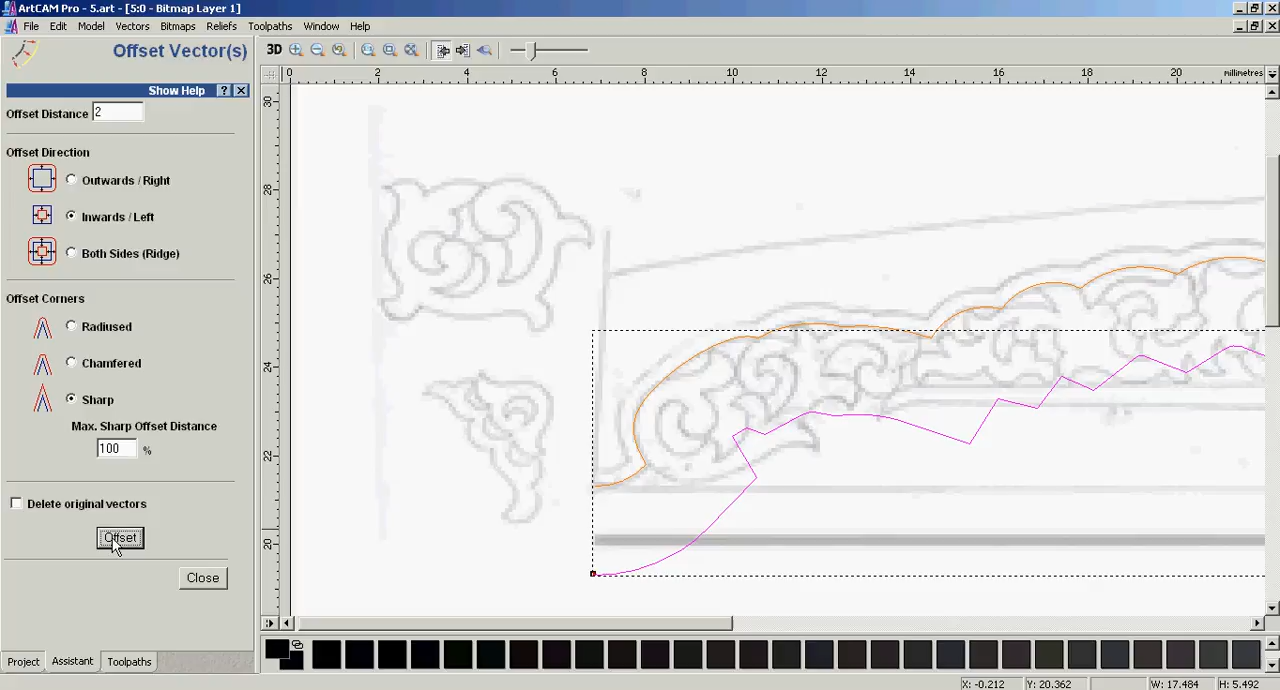 ArtCAM Pro - 5.art - [5:0 - Bitmap Layer 1]
File Edit Model Vectors Bitmaps Reliefs Toolpaths Window Help
Offset Vector(s)
Show Help ?
Offset Distance 2
Offset Direction
Outwards / Right
Inwards / Left
Both Sides (Ridge)
Offset Corners
Radiused
Chamfered
Sharp
Max. Sharp Offset Distance
100 %
Delete original vectors
Offset
Close
Project Assistant Toolpaths
3D
0 2 4 6 8 10 12 14 16 18 20 millimetres
30
28
26
24
22
20
X: -0.212 Y: 20.362 W: 17.484 H: 5.492